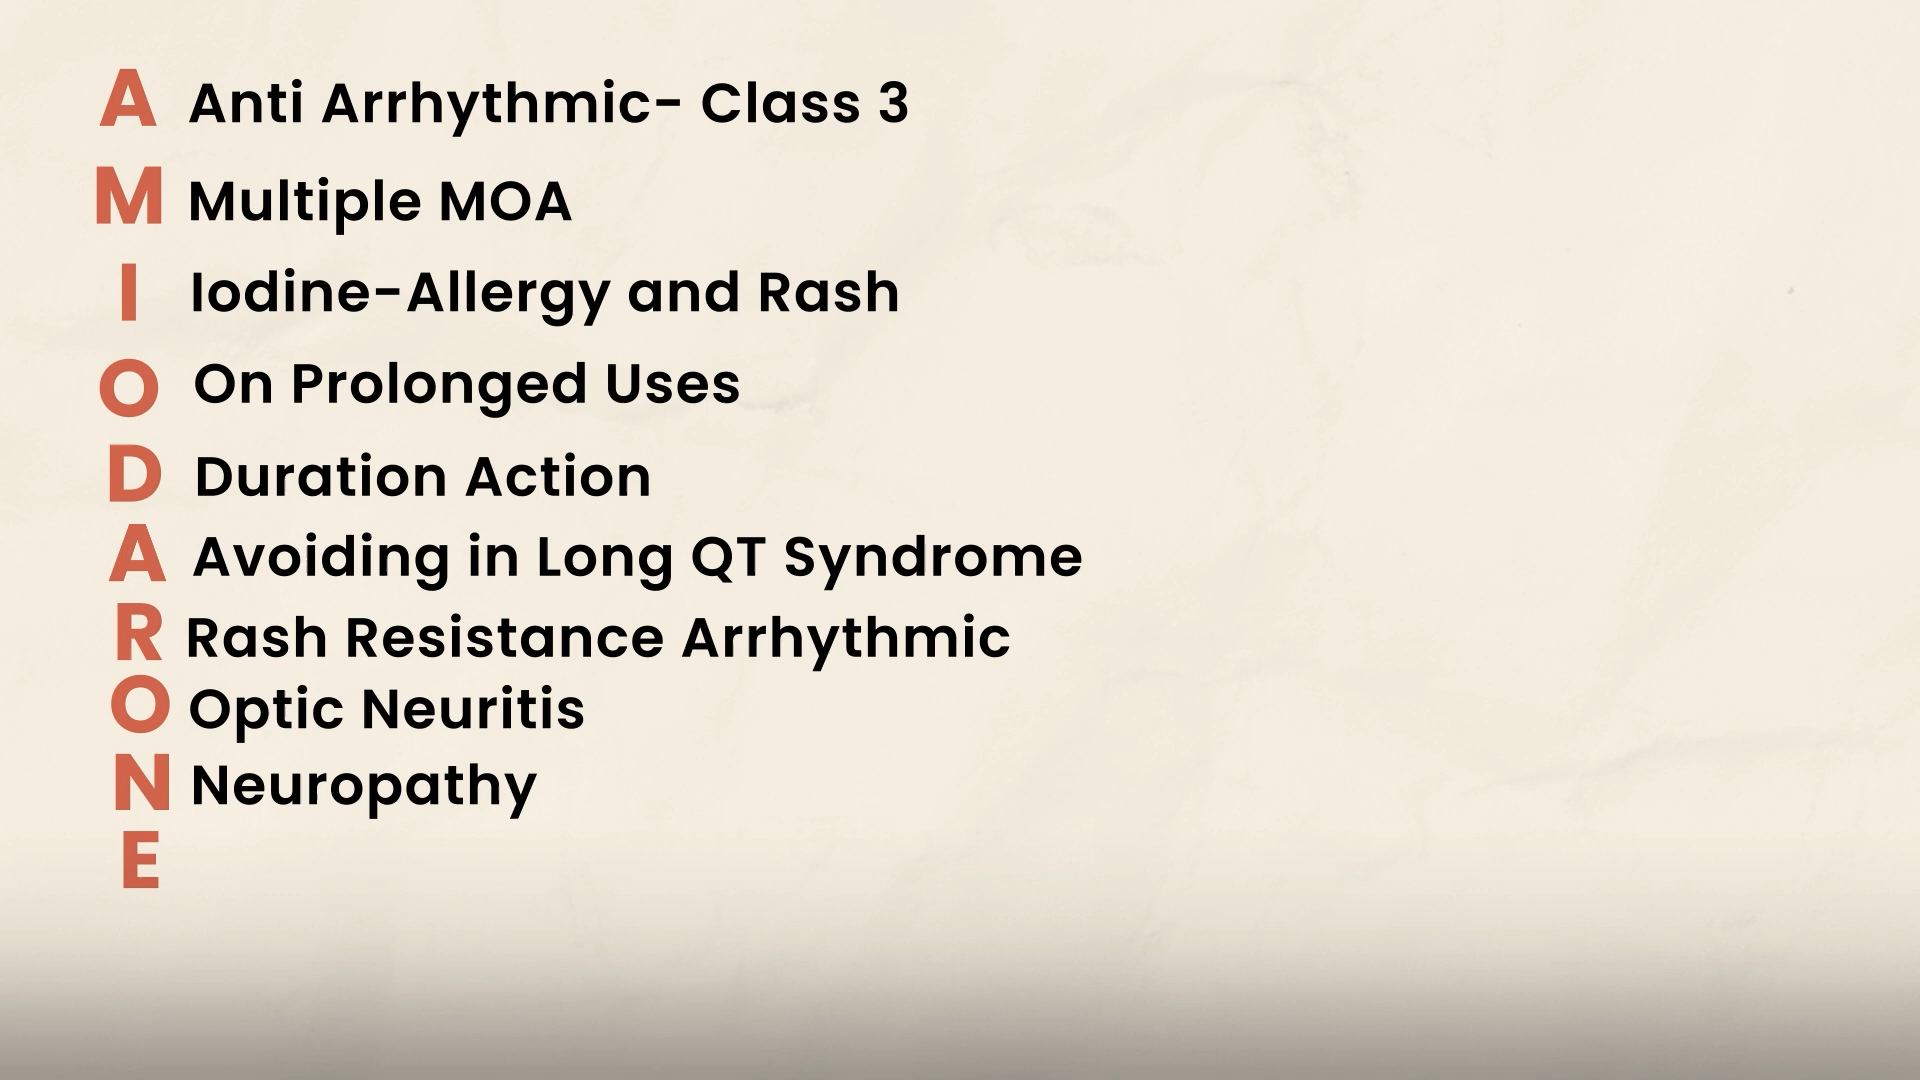 A Anti Arrhythmic- Class 3
M Multiple MOA
I Iodine-Allergy and Rash
O On Prolonged Uses
D Duration Action
A Avoiding in Long QT Syndrome
R Rash Resistance Arrhythmic
O Optic Neuritis
N Neuropathy
E